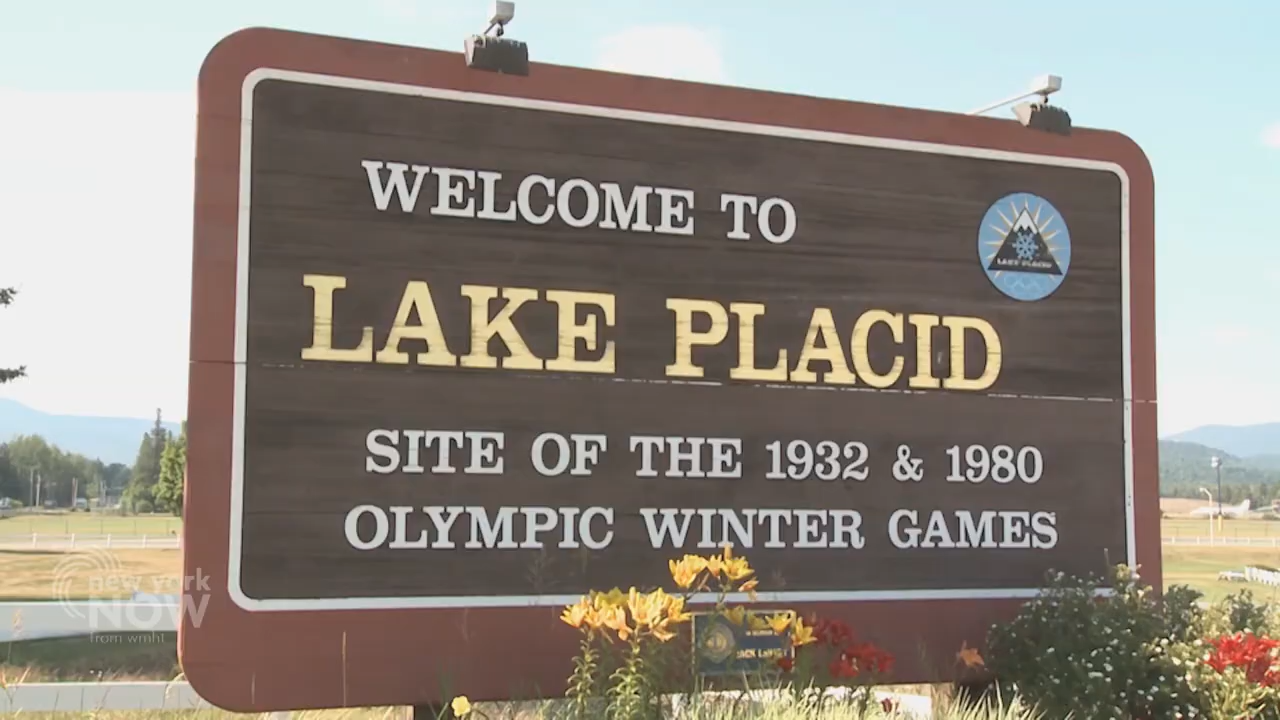 WELCOME TO
LAKE PLACID
LAKE PLACID
SITE OF THE 1932 & 1980
OLYMPIC WINTER GAMES
new york
NOW
from wmht
JACK